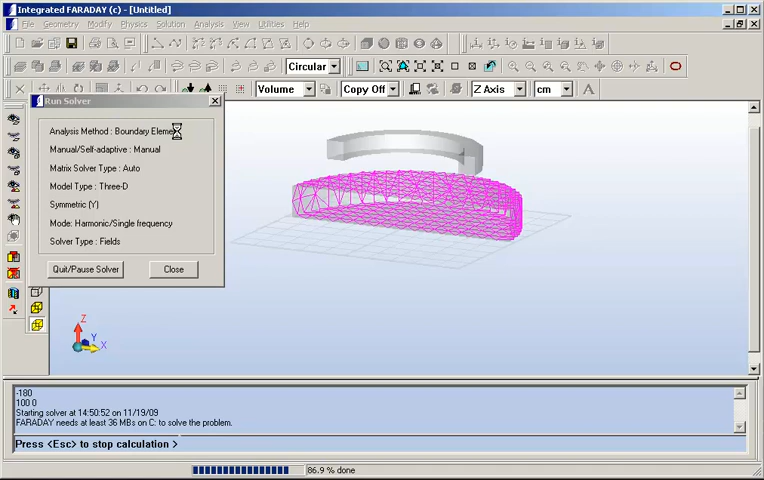 Integrated FARADAY (c) - [Untitled]
File Geometry Modify Physics Solution Analysis View Utilities Help
Circular
Volume Copy Off Z Axis cm
Run Solver
Analysis Method : Boundary Eleme
Manual/Self-adaptive : Manual
Matrix Solver Type : Auto
Model Type : Three-D
Symmetric (Y)
Mode: Harmonic/Single frequency
Solver Type : Fields
Quit/Pause Solver Close
Z
Y
X
-180
100 0
Starting solver at 14:50:52 on 11/19/09
FARADAY needs at least 36 MBs on C: to solve the problem.
Press <Esc> to stop calculation >
86.9 % done